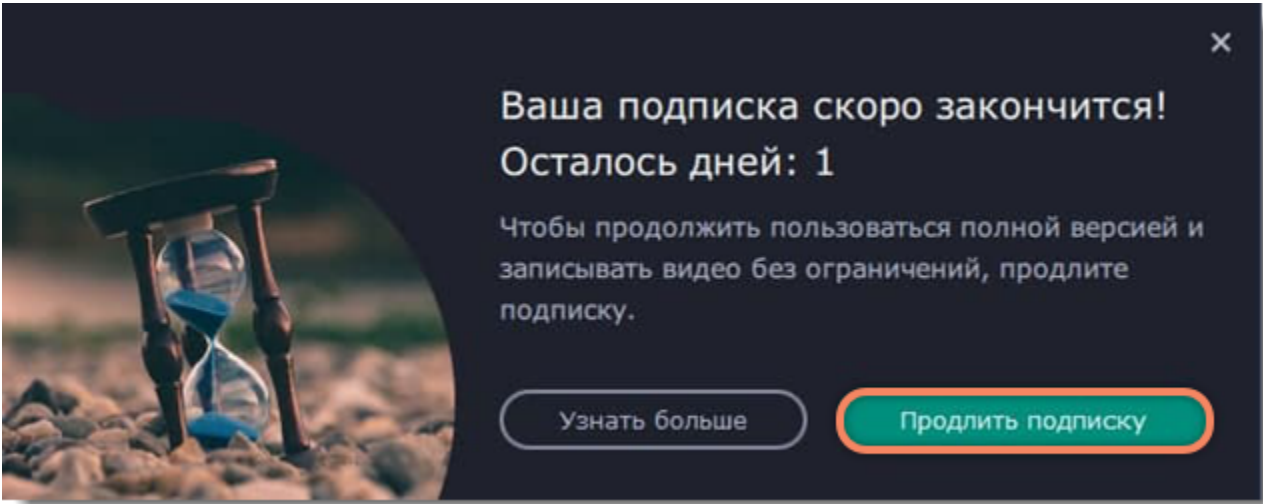 Ваша подписка скоро закончится!
Осталось дней: 1
Чтобы продолжить пользоваться полной версией и
записывать видео без ограничений, продлите
подписку.
Узнать больше
Продлить подписку